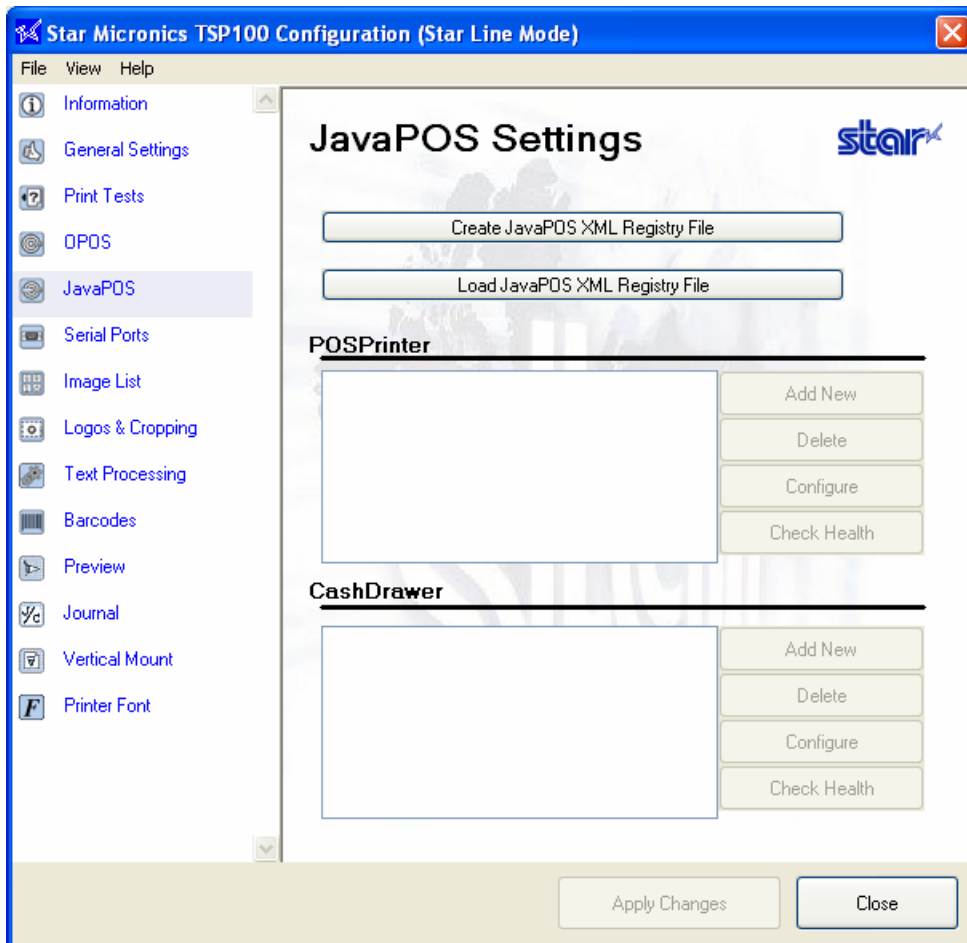 Star Micronics TSP100 Configuration (Star Line Mode)
File View Help
Information
General Settings
Print Tests
OPOS
JavaPOS
Serial Ports
Image List
Logos & Cropping
Text Processing
Barcodes
Preview
Journal
Vertical Mount
Printer Font
JavaPOS Settings
star
Create JavaPOS XML Registry File
Load JavaPOS XML Registry File
POSPrinter
Add New
Delete
Configure
Check Health
CashDrawer
Add New
Delete
Configure
Check Health
Apply Changes
Close